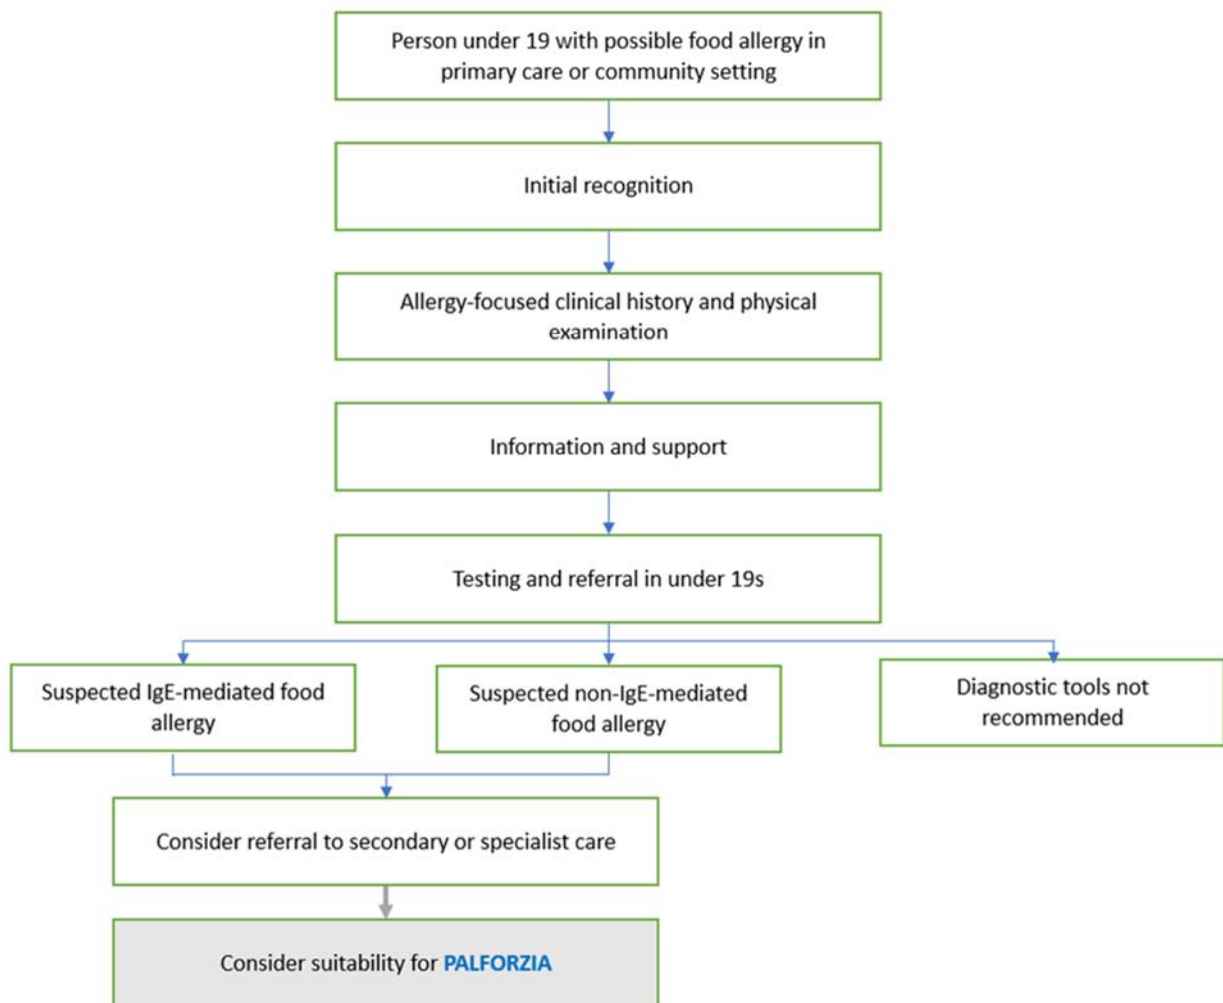 Person under 19 with possible food allergy in
primary care or community setting
Initial recognition
Allergy-focused clinical history and physical
examination
Information and support
Testing and referral in under 19s
Suspected IgE-mediated food
allergy
Suspected non-IgE-mediated
food allergy
Diagnostic tools not
recommended
Consider referral to secondary or specialist care
Consider suitability for PALFORZIA